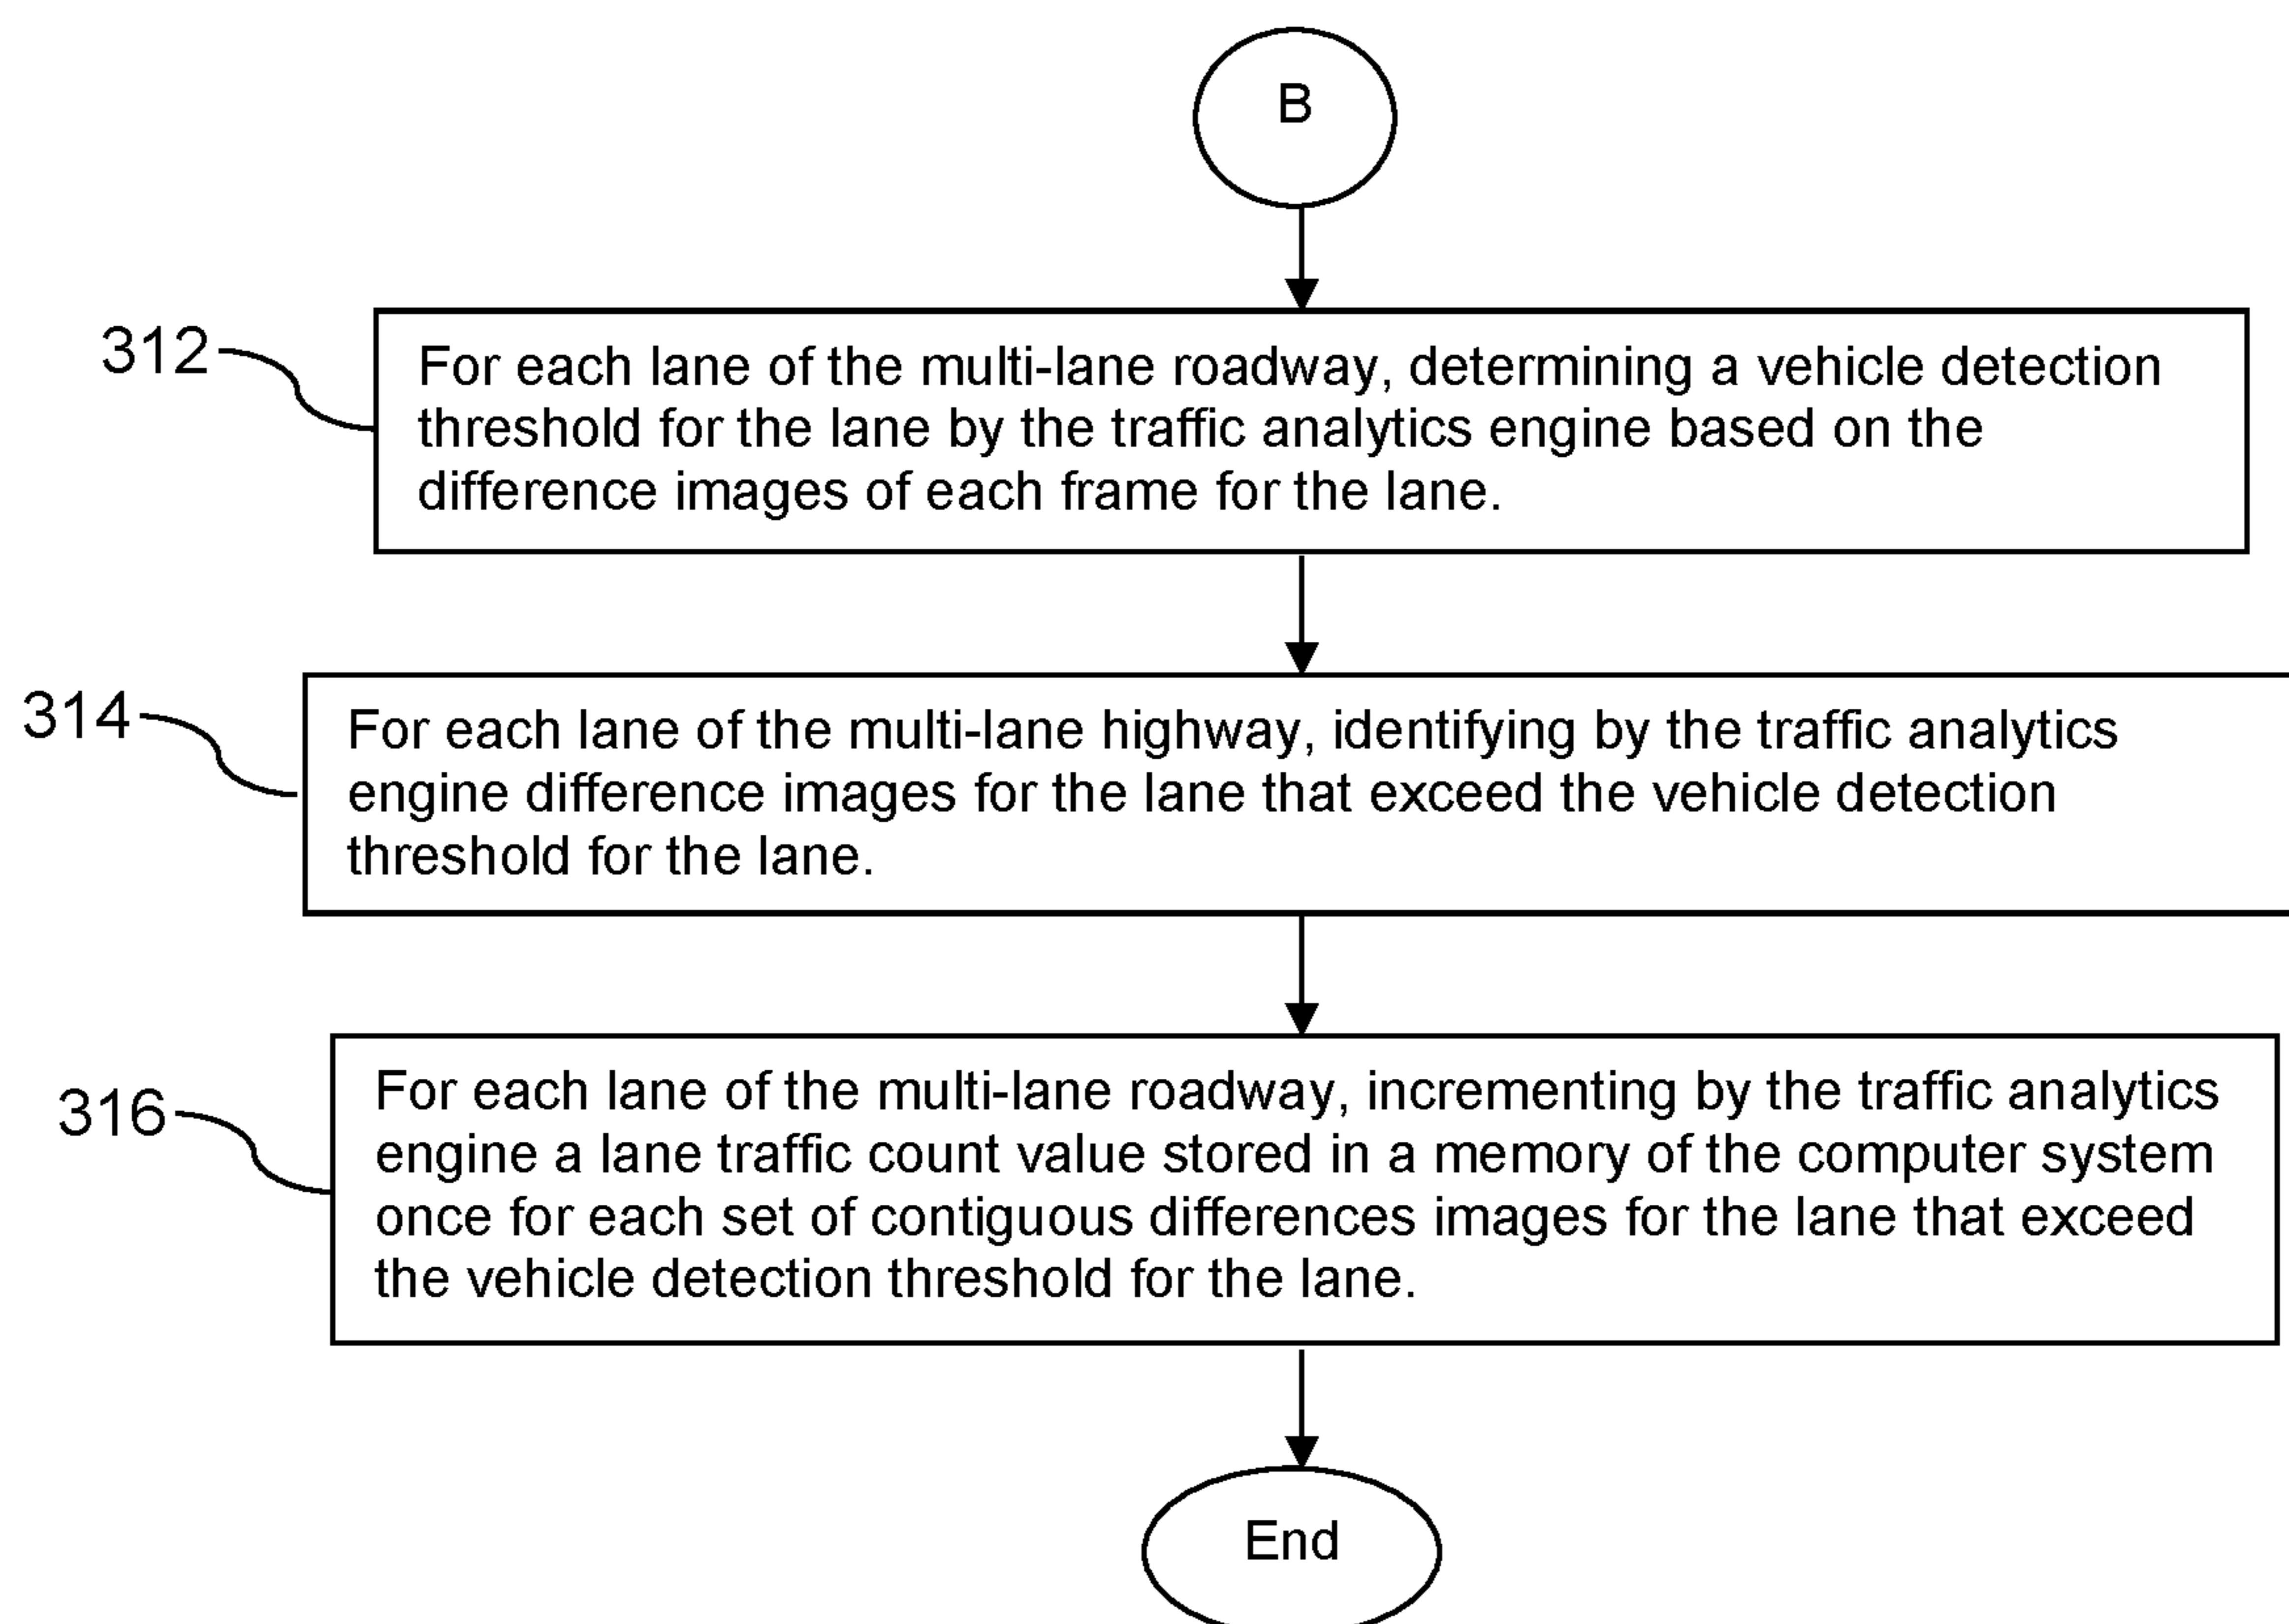 B
312
For each lane of the multi-lane roadway, determining a vehicle detection
threshold for the lane by the traffic analytics engine based on the
difference images of each frame for the lane.
314
For each lane of the multi-lane highway, identifying by the traffic analytics
engine difference images for the lane that exceed the vehicle detection
threshold for the lane.
316
For each lane of the multi-lane roadway, incrementing by the traffic analytics
engine a lane traffic count value stored in a memory of the computer system
once for each set of contiguous differences images for the lane that exceed
the vehicle detection threshold for the lane.
End